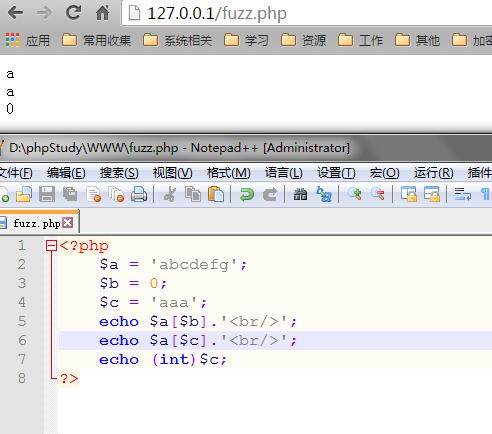 127.0.0.1/fuzz.php
应用 常用收集 系统相关 学习 资源 工作 其他 加密
a
a
0
D:\phpStudy\WWW\fuzz.php - Notepad++ [Administrator]
文件(F) 编辑(E) 搜索(S) 视图(V) 格式(M) 语言(L) 设置(T) 宏(O) 运行(R) 插件
fuzz.php
1 <?php
2 $a = 'abcdefg';
3 $b = 0;
4 $c = 'aaa';
5 echo $a[$b].'<br/>';
6 echo $a[$c].'<br/>';
7 echo (int)$c;
8 ?>